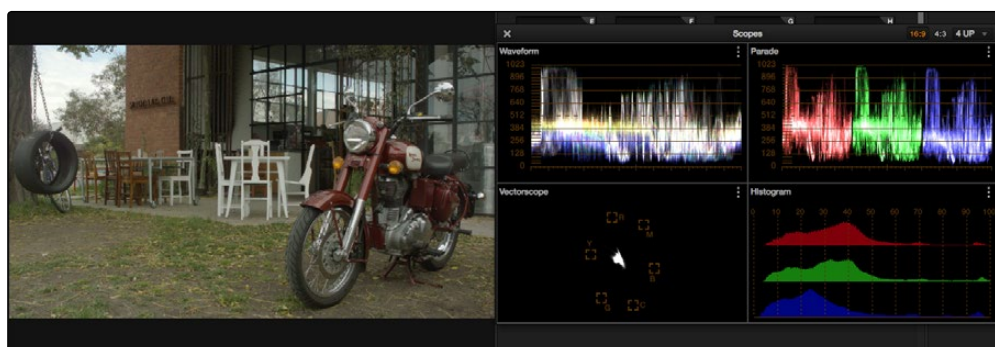 E F G H
Scopes
16:9 4:3 4 UP
Waveform
1023
896
768
640
512
384
256
128
0
Parade
1023
896
768
640
512
384
256
128
0
Vectorscope
R
M
Y
B
G
C
Histogram
0 10 20 30 40 50 60 70 80 90 100